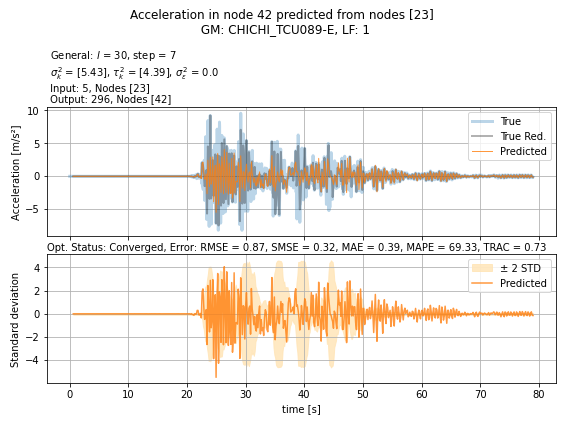 Acceleration in node 42 predicted from nodes [23]
GM: CHICHI_TCU089-E, LF: 1
General: l = 30, step = 7
σ²ₖ = [5.43], τ²ₖ = [4.39], σ²ε = 0.0
Input: 5, Nodes [23]
Output: 296, Nodes [42]
Acceleration [m/s²]
10
5
0
−5
True
True Red.
Predicted
Opt. Status: Converged, Error: RMSE = 0.87, SMSE = 0.32, MAE = 0.39, MAPE = 69.33, TRAC = 0.73
Standard deviation
4
2
0
−2
−4
± 2 STD
Predicted
0 10 20 30 40 50 60 70 80
time [s]